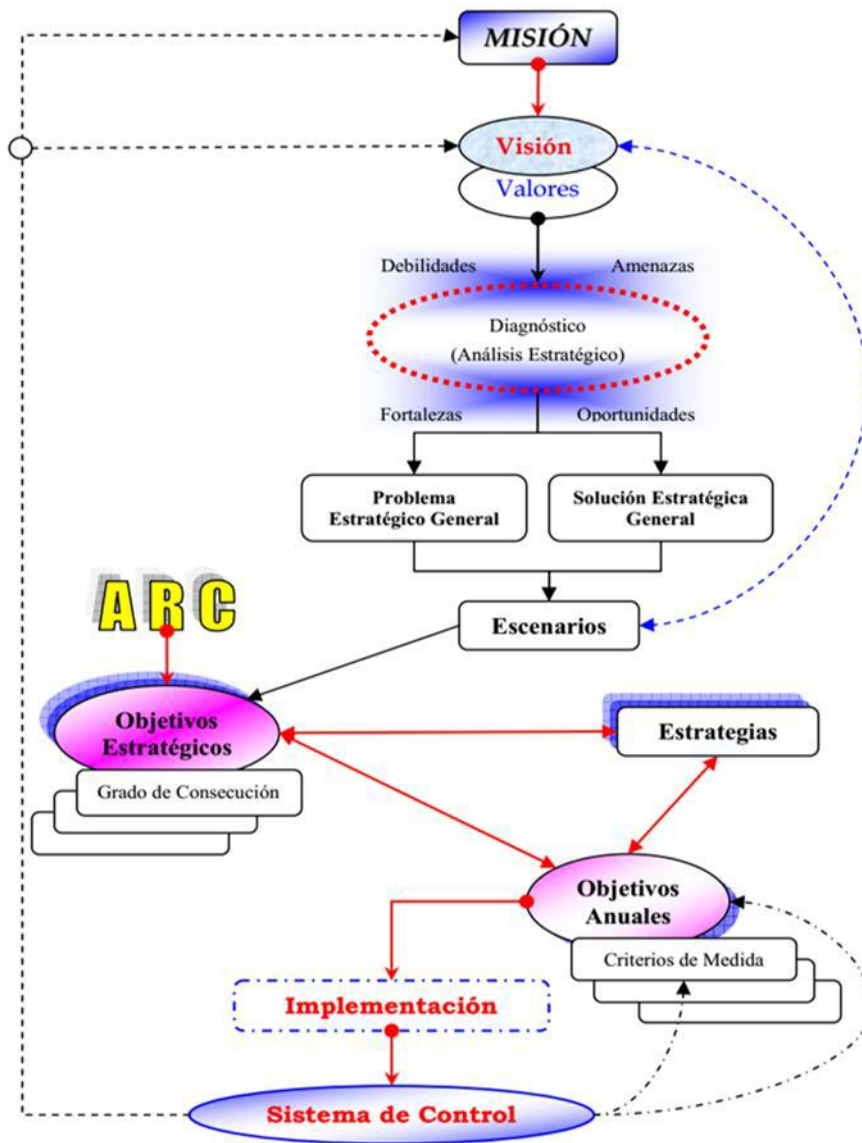 MISIÓN
Visión
Valores
Debilidades
Amenazas
Diagnóstico
(Análisis Estratégico)
Fortalezas
Oportunidades
Problema
Estratégico General
Solución Estratégica
General
ARC
Escenarios
Objetivos
Estratégicos
Estrategias
Grado de Consecución
Objetivos
Anuales
Criterios de Medida
Implementación
Sistema de Control